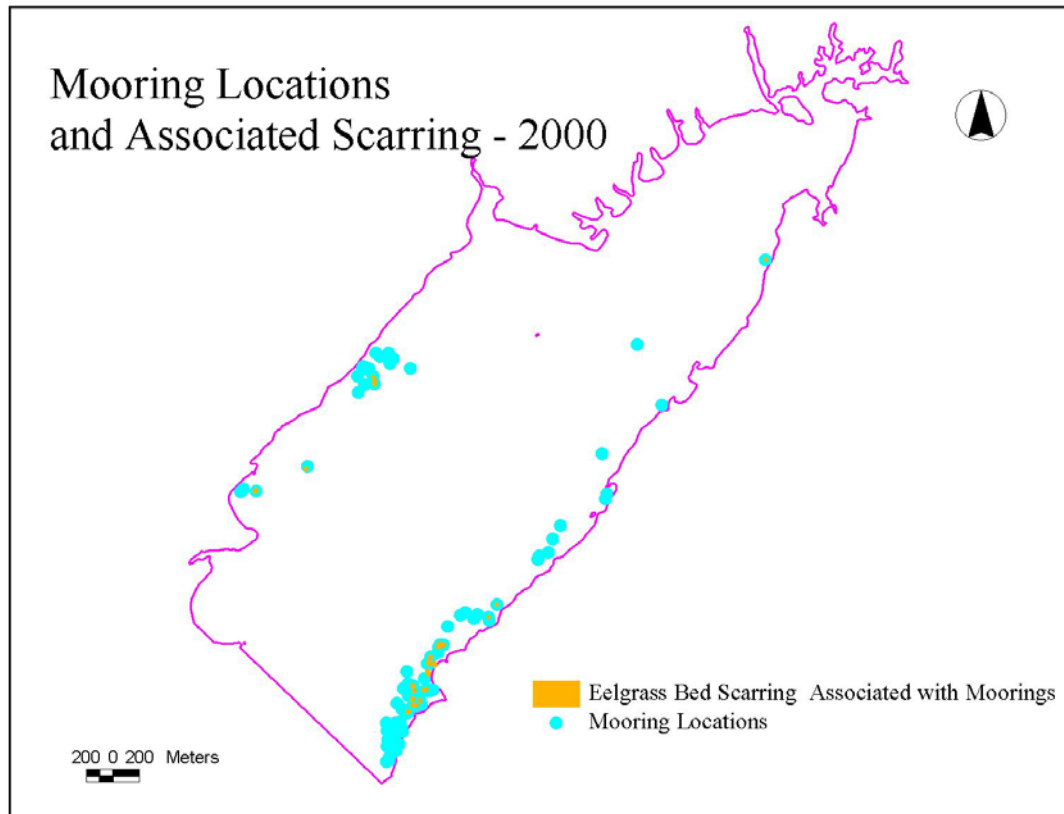 Mooring Locations
and Associated Scarring - 2000
Eelgrass Bed Scarring Associated with Moorings
Mooring Locations
200 0 200 Meters